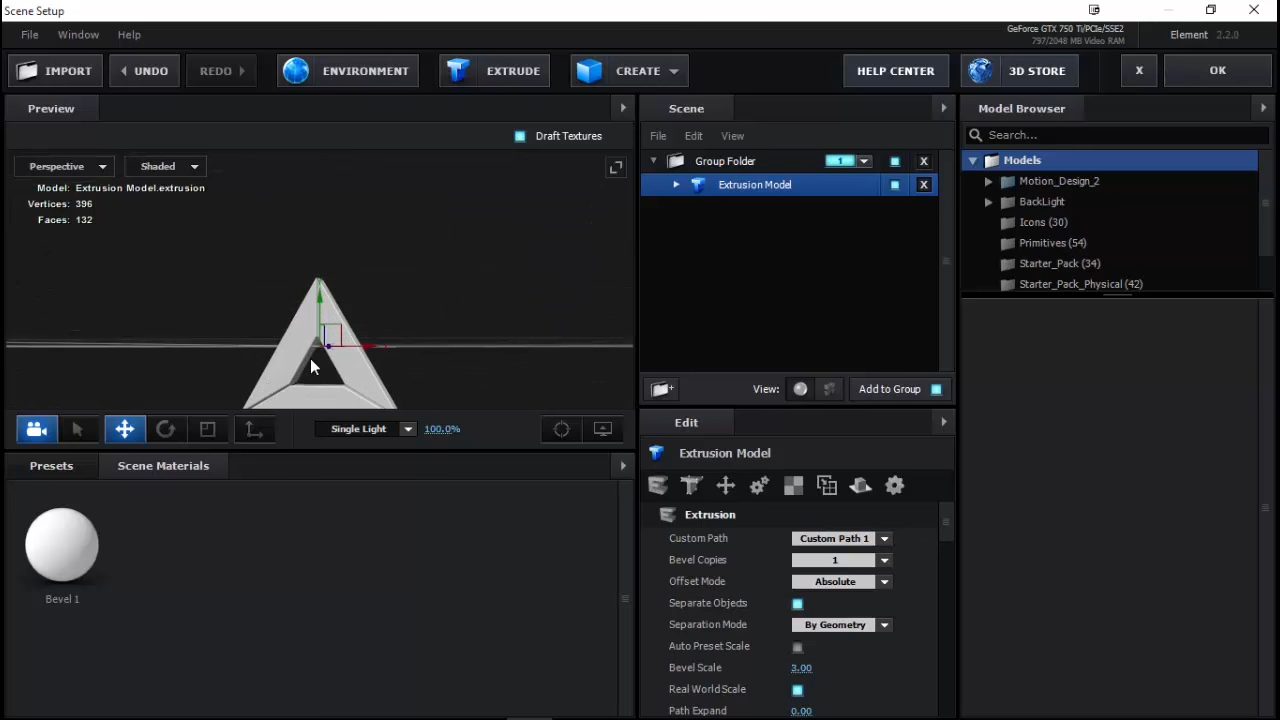 Scene Setup
File Window Help
GeForce GTX 750 Ti/PCIe/SSE2
797/2048 MB Video RAM
Element 2.2.0
IMPORT UNDO REDO ENVIRONMENT EXTRUDE CREATE HELP CENTER 3D STORE X OK
Preview
Draft Textures
Perspective Shaded
Model: Extrusion Model.extrusion
Vertices: 396
Faces: 132
Single Light 100.0%
Presets Scene Materials
Bevel 1
Scene
File Edit View
Group Folder 1 X
Extrusion Model X
View: Add to Group
Edit
Extrusion Model
Extrusion
Custom Path Custom Path 1
Bevel Copies 1
Offset Mode Absolute
Separate Objects
Separation Mode By Geometry
Auto Preset Scale
Bevel Scale 3.00
Real World Scale
Path Expand 0.00
Model Browser
Search...
Models
Motion_Design_2
BackLight
Icons (30)
Primitives (54)
Starter_Pack (34)
Starter_Pack_Physical (42)